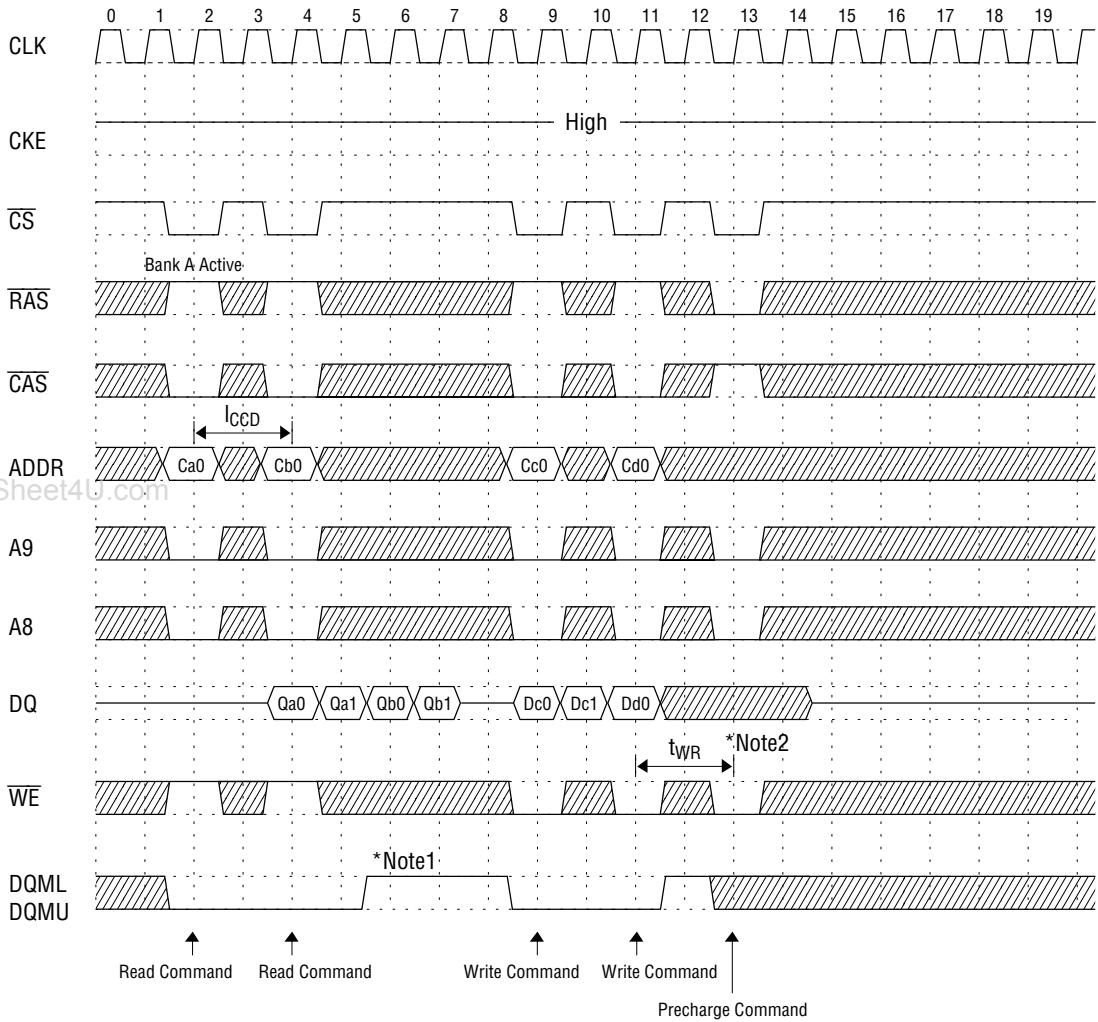 0 1 2 3 4 5 6 7 8 9 10 11 12 13 14 15 16 17 18 19
CLK
CKE
High
CS
Bank A Active
RAS
CAS
lCCD
ADDR
Ca0 Cb0 Cc0 Cd0
Sheet4U.com
A9
A8
DQ
Qa0 Qa1 Qb0 Qb1 Dc0 Dc1 Dd0
tWR *Note2
WE
*Note1
DQML
DQMU
Read Command Read Command Write Command Write Command
Precharge Command